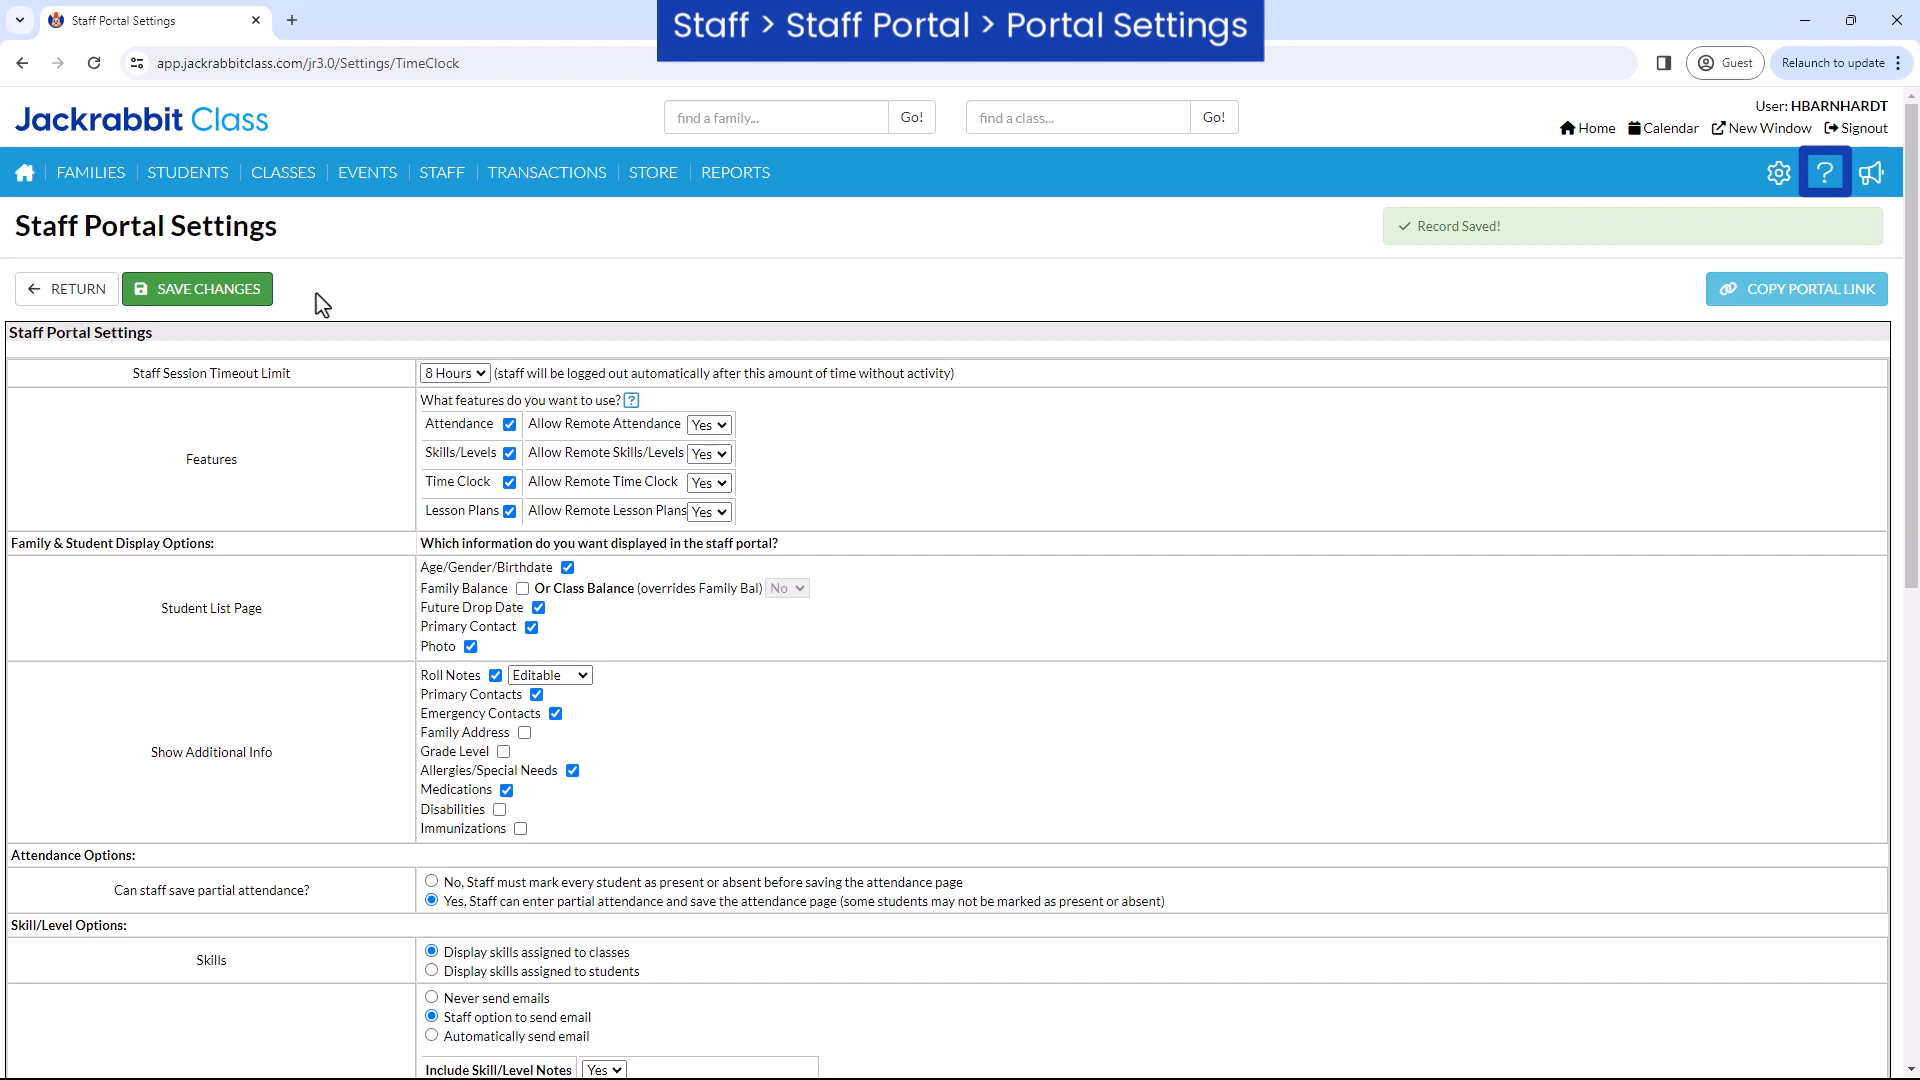 Staff Portal Settings
Staff > Staff Portal > Portal Settings
app.jackrabbitclass.com/jr3.0/Settings/TimeClock
Guest
Relaunch to update
Jackrabbit Class
find a family...
Go!
find a class...
Go!
User: HBARNHARDT
Home
Calendar
New Window
Signout
FAMILIES
STUDENTS
CLASSES
EVENTS
STAFF
TRANSACTIONS
STORE
REPORTS
?
Staff Portal Settings
Record Saved!
RETURN
SAVE CHANGES
COPY PORTAL LINK
Staff Portal Settings
Staff Session Timeout Limit
8 Hours (staff will be logged out automatically after this amount of time without activity)
Features
What features do you want to use? ?
Attendance Allow Remote Attendance Yes
Skills/Levels Allow Remote Skills/Levels Yes
Time Clock Allow Remote Time Clock Yes
Lesson Plans Allow Remote Lesson Plans Yes
Family & Student Display Options:
Which information do you want displayed in the staff portal?
Student List Page
Age/Gender/Birthdate
Family Balance Or Class Balance (overrides Family Bal) No
Future Drop Date
Primary Contact
Photo
Show Additional Info
Roll Notes Editable
Primary Contacts
Emergency Contacts
Family Address
Grade Level
Allergies/Special Needs
Medications
Disabilities
Immunizations
Attendance Options:
Can staff save partial attendance?
No, Staff must mark every student as present or absent before saving the attendance page
Yes, Staff can enter partial attendance and save the attendance page (some students may not be marked as present or absent)
Skill/Level Options:
Skills
Display skills assigned to classes
Display skills assigned to students
Never send emails
Staff option to send email
Automatically send email
Include Skill/Level Notes Yes